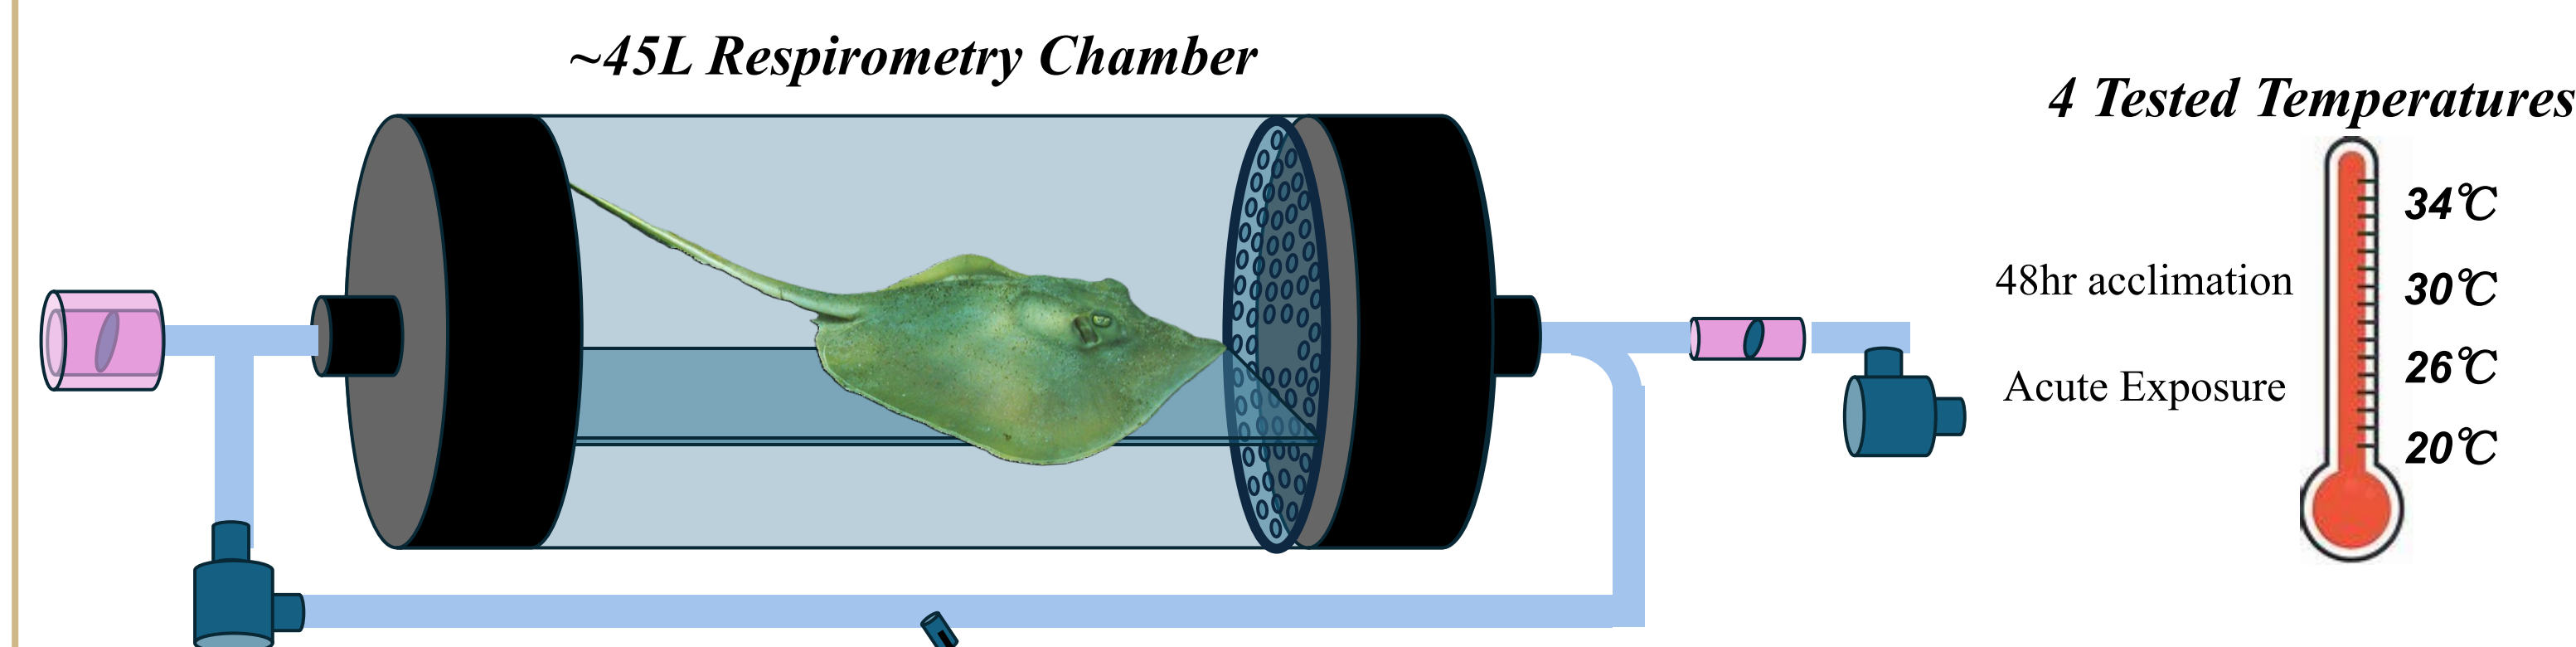 ~45L Respirometry Chamber
4 Tested Temperatures
34℃
48hr acclimation
30℃
26℃
Acute Exposure
20℃